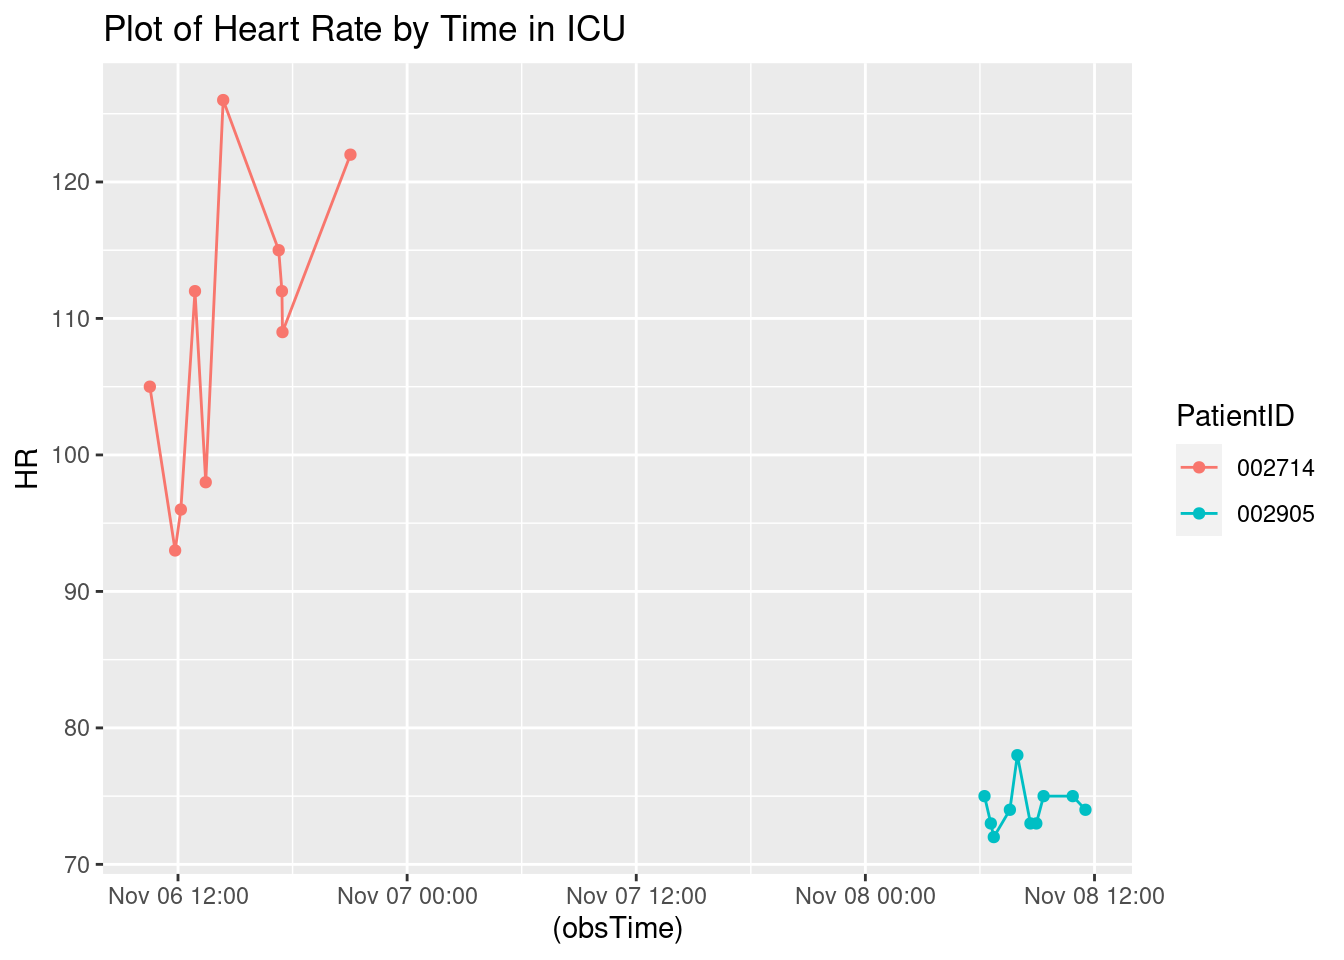 Plot of Heart Rate by Time in ICU
120
110
100
90
80
70
HR
Nov 06 12:00
Nov 07 00:00
Nov 07 12:00
Nov 08 00:00
Nov 08 12:00
(obsTime)
PatientID
002714
002905